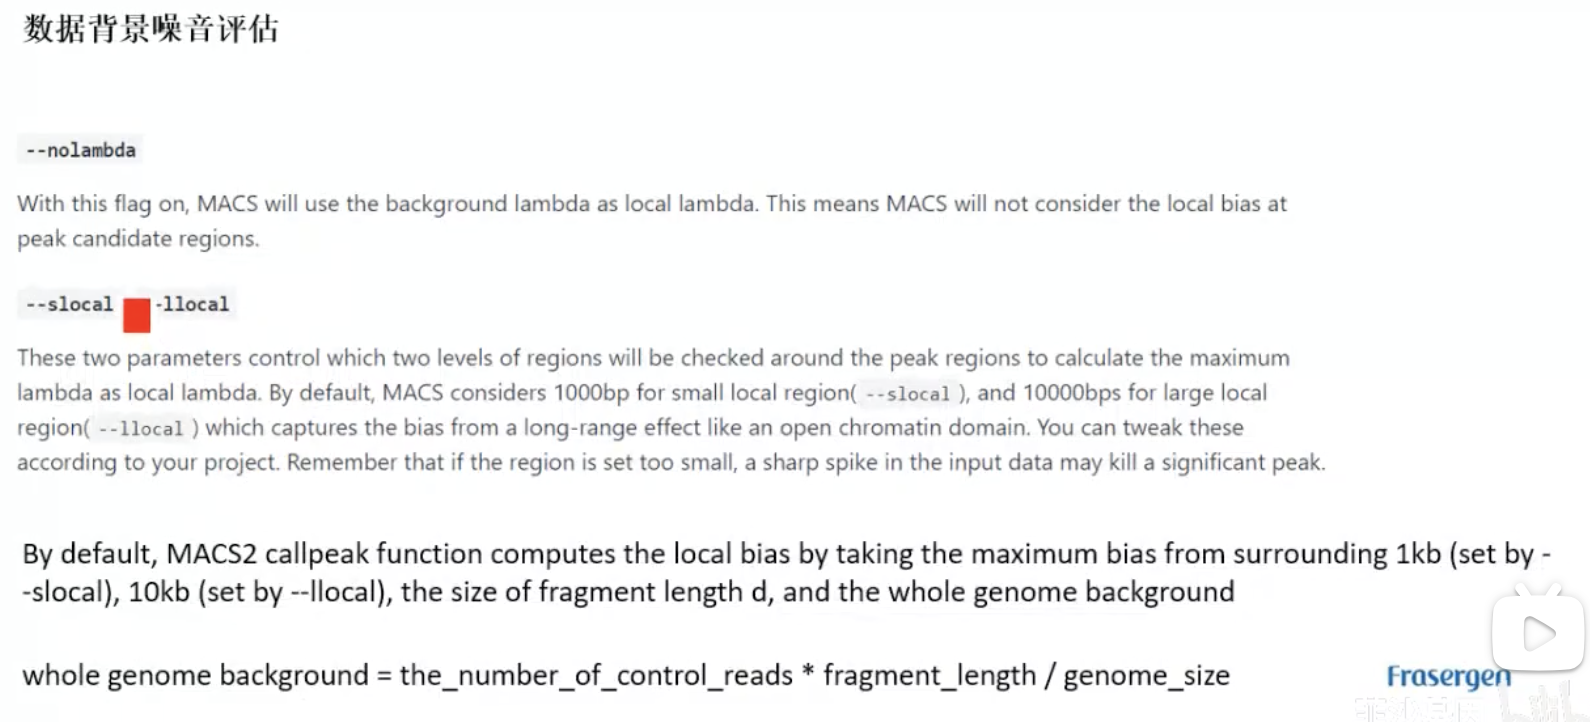 数据背景噪音评估
--nolambda
With this flag on, MACS will use the background lambda as local lambda. This means MACS will not consider the local bias at
peak candidate regions.
--slocal -llocal
These two parameters control which two levels of regions will be checked around the peak regions to calculate the maximum
lambda as local lambda. By default, MACS considers 1000bp for small local region( --slocal ), and 10000bps for large local
region( --llocal ) which captures the bias from a long-range effect like an open chromatin domain. You can tweak these
according to your project. Remember that if the region is set too small, a sharp spike in the input data may kill a significant peak.
By default, MACS2 callpeak function computes the local bias by taking the maximum bias from surrounding 1kb (set by -
-slocal), 10kb (set by --llocal), the size of fragment length d, and the whole genome background
whole genome background = the_number_of_control_reads * fragment_length / genome_size
Frasergen